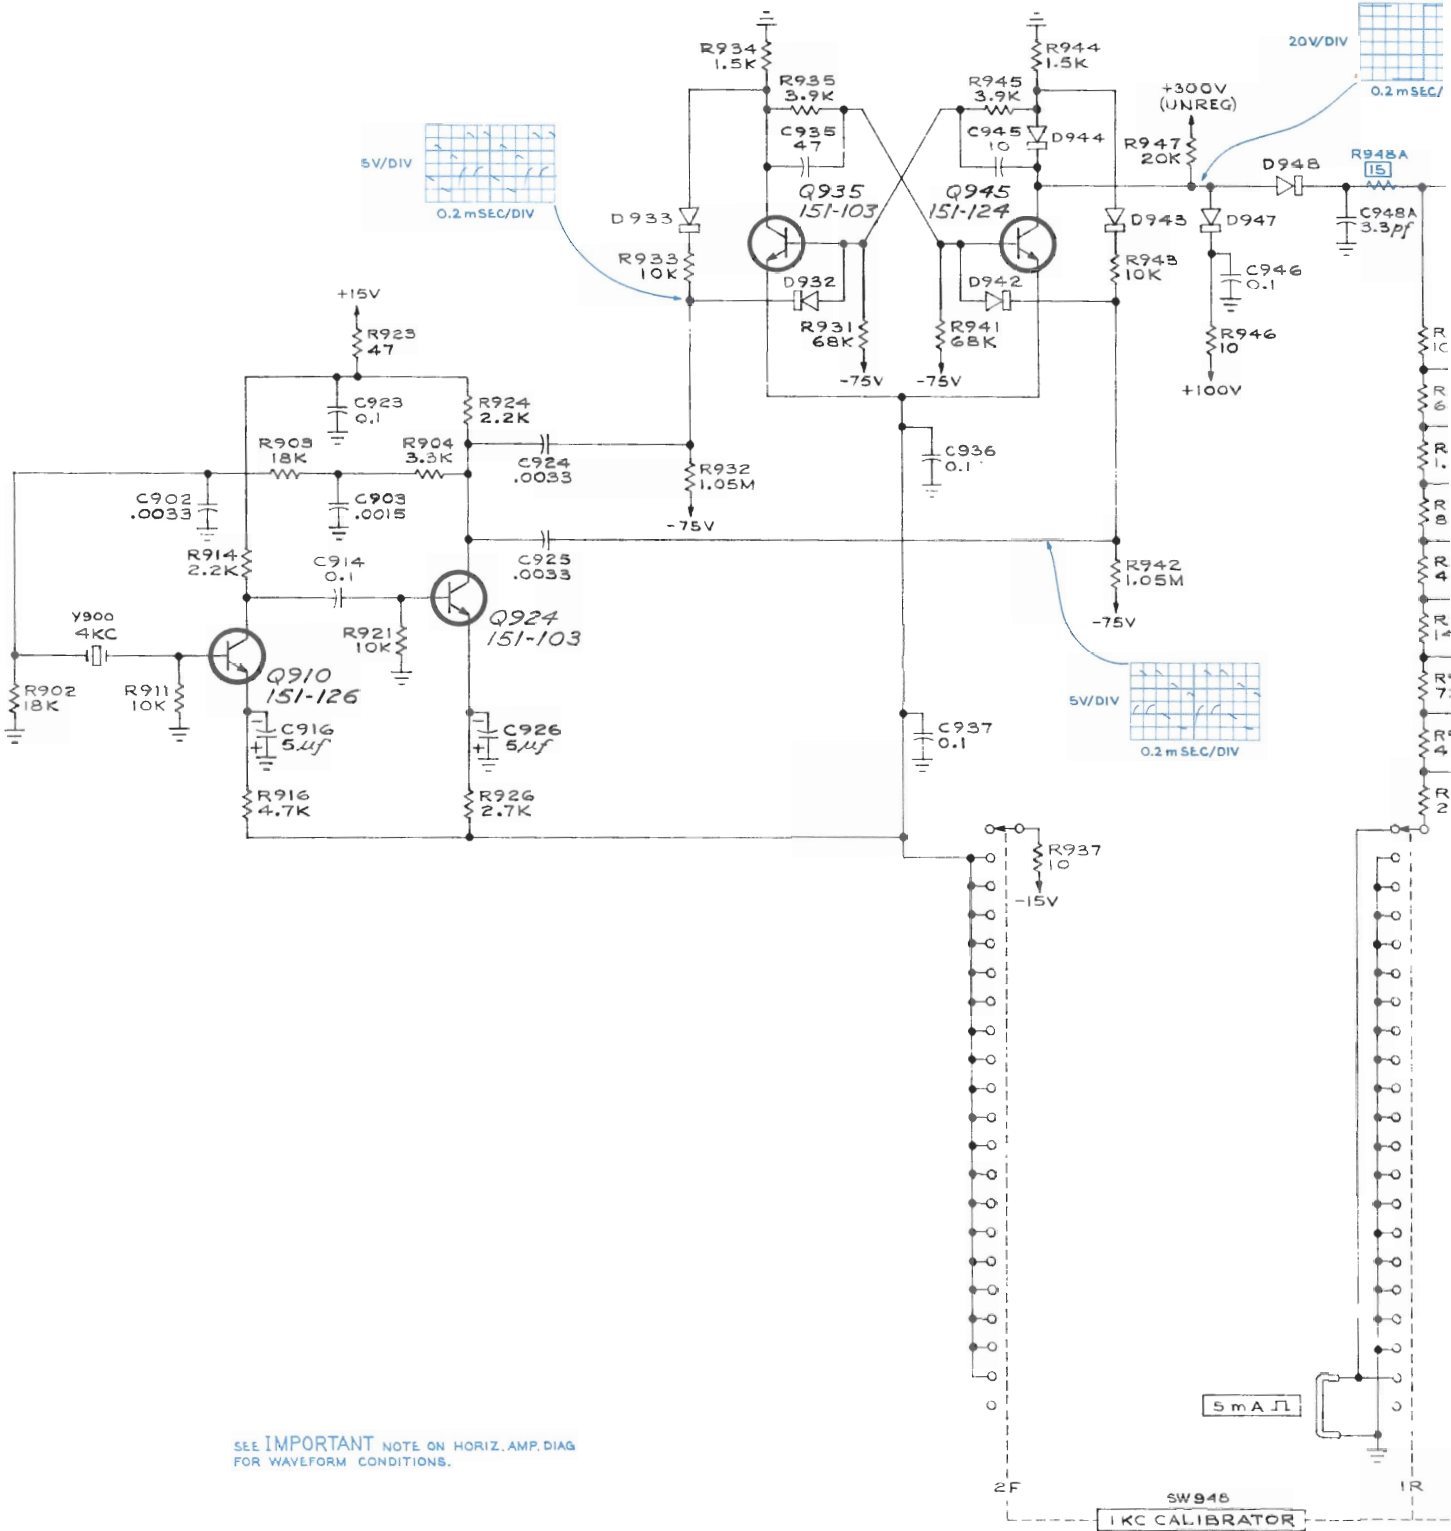 R934
1.5K
R944
1.5K
20V/DIV
0.2 mSEC/
R935
3.9K
R945
3.9K
+300V
(UNREG)
C935
47
C945
10
D944
R947
20K
D948
R948A
15
5V/DIV
0.2 mSEC/DIV
Q935
151-103
Q945
151-124
D933
D943
D947
C948A
3.3pf
R933
10K
D932
D942
R943
10K
C946
0.1
+15V
R923
47
R931
68K
R941
68K
R946
10
R
-75V
-75V
+100V
C923
0.1
R924
2.2K
R
6
R903
18K
R904
3.3K
C924
.0033
R932
1.05M
C936
0.1
R
1.
C902
.0033
C903
.0015
-75V
R
8
R914
2.2K
C914
0.1
C925
.0033
R942
1.05M
R
4
Y900
4KC
R921
10K
Q924
151-103
-75V
R902
18K
R911
10K
Q910
151-126
5V/DIV
0.2 mSEC/DIV
C916
5µf
C926
5µf
C937
0.1
4
R916
4.7K
R926
2.7K
R
2
R937
10
-15V
5 mA
SEE IMPORTANT NOTE ON HORIZ. AMP. DIAG
FOR WAVEFORM CONDITIONS.
2F
1R
SW948
1 KC CALIBRATOR